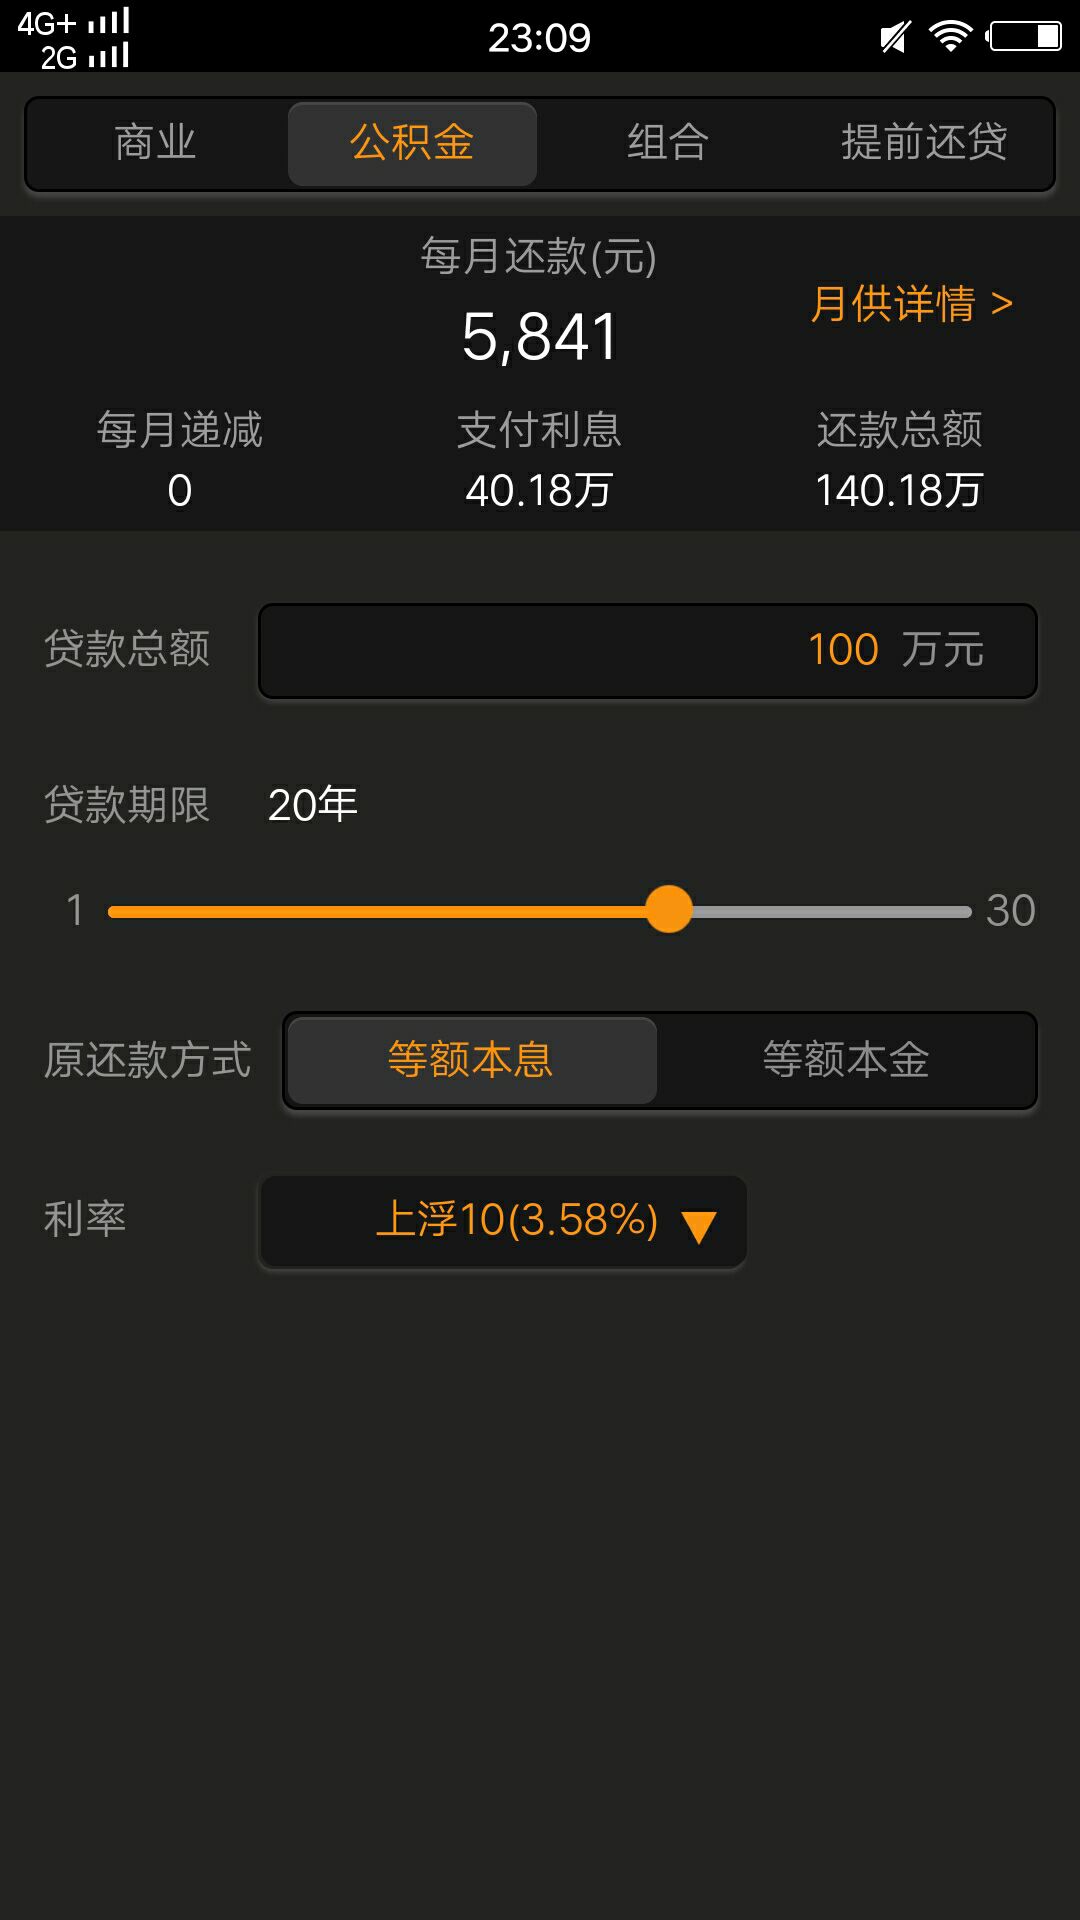 4G+
2G
23:09
商业 公积金 组合 提前还贷
每月还款(元)
月供详情 >
5,841
每月递减 支付利息 还款总额
0 40.18万 140.18万
贷款总额 100 万元
贷款期限 20年
1 30
原还款方式 等额本息 等额本金
利率 上浮10(3.58%)